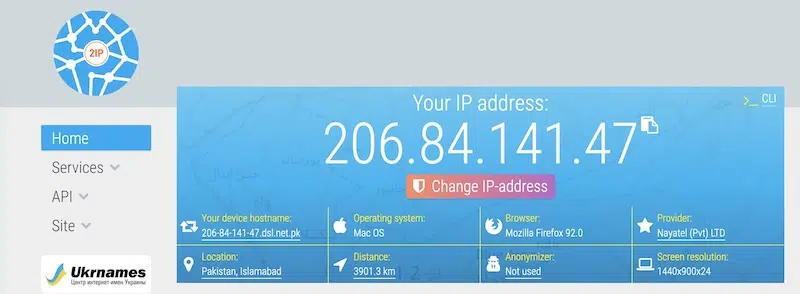 2IP
Your IP address:
>_ CLI
206.84.141.47
Change IP-address
Home
Services
API
Site
Your device hostname:
206-84-141-47.dsl.net.pk
Operating system:
Mac OS
Browser:
Mozilla Firefox 92.0
Provider:
Nayatel (Pvt) LTD
Location:
Pakistan, Islamabad
Distance:
3901.3 km
Anonymizer:
Not used
Screen resolution:
1440x900x24
Ukrnames
Центр интернет имен Украины